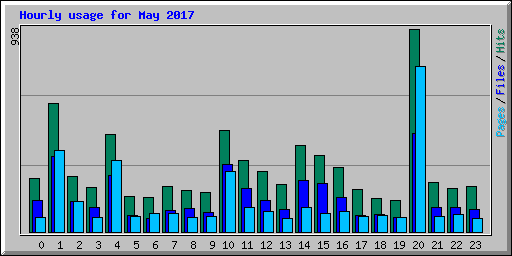 Hourly usage for May 2017
938
Pages / Files / Hits
0 1 2 3 4 5 6 7 8 9 10 11 12 13 14 15 16 17 18 19 20 21 22 23